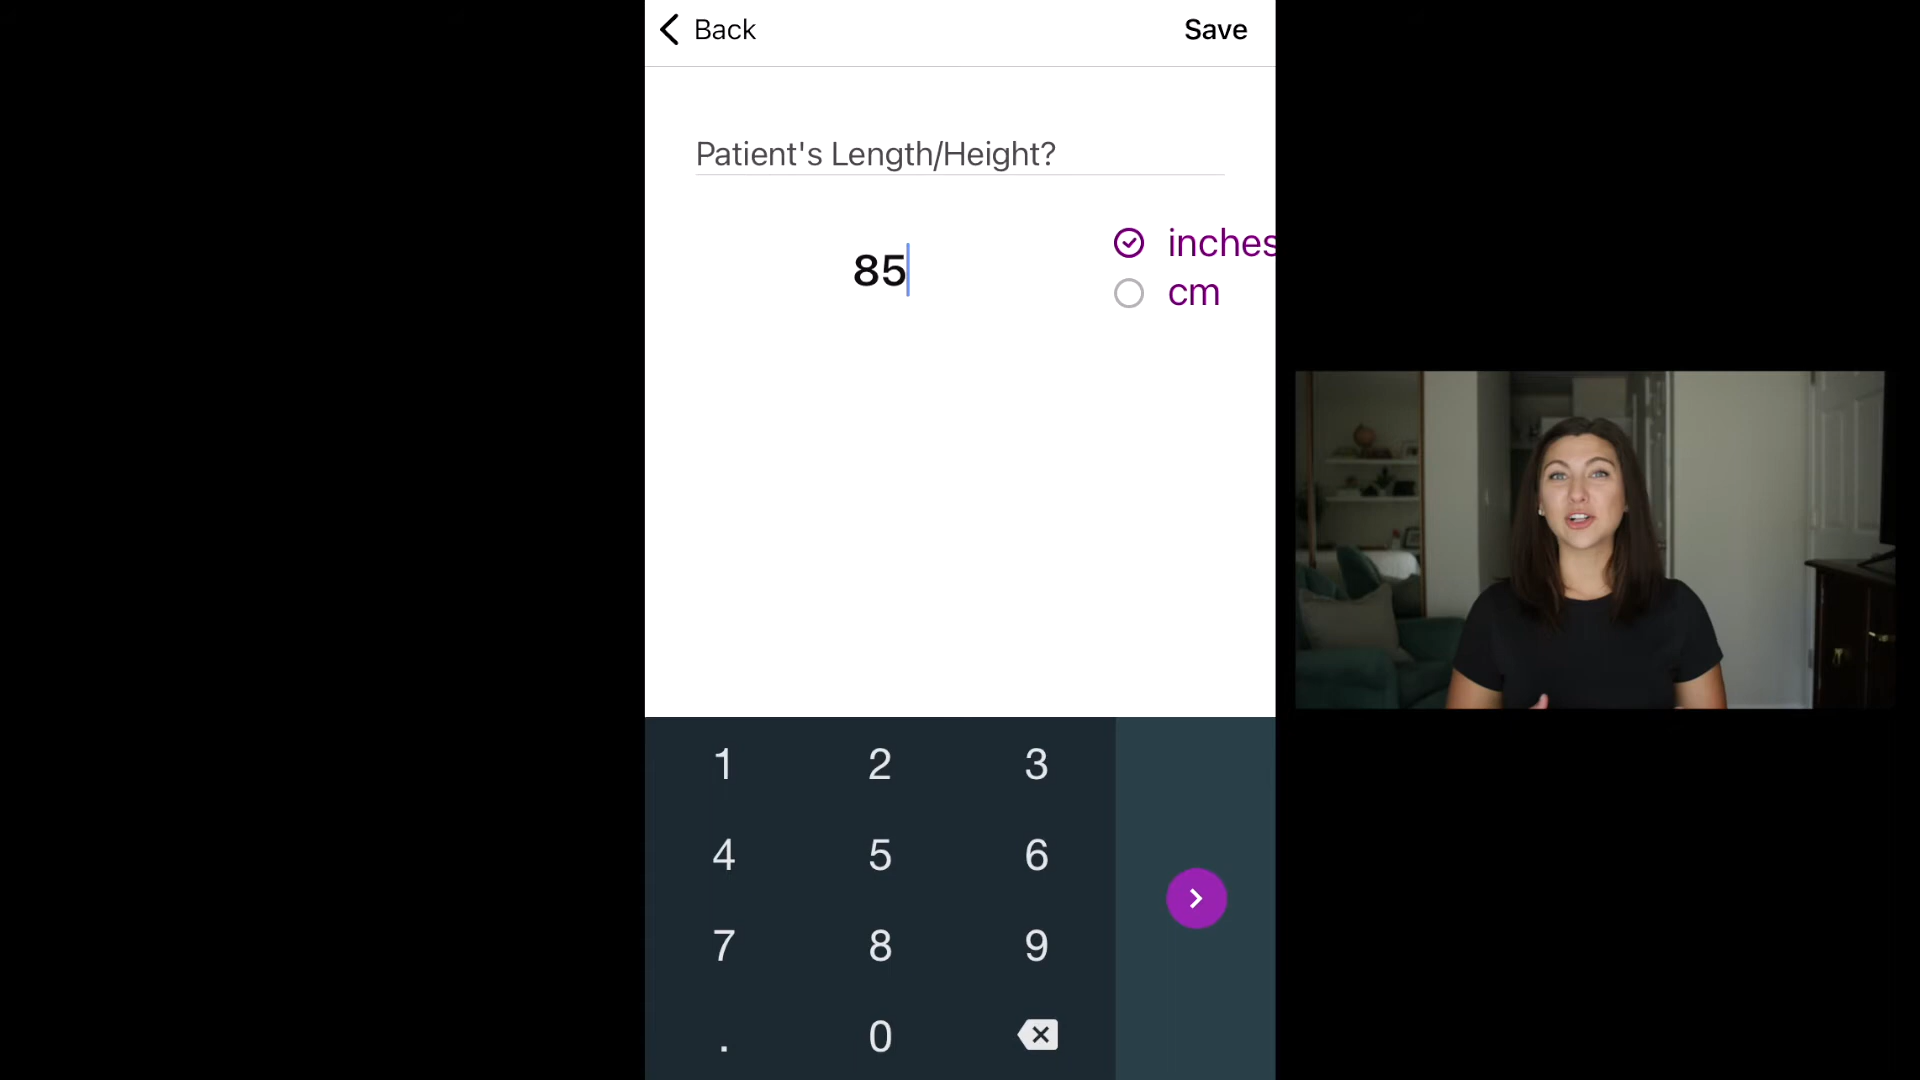 Back
Save
Patient's Length/Height?
85
inches
cm
1 2 3
4 5 6
7 8 9
. 0